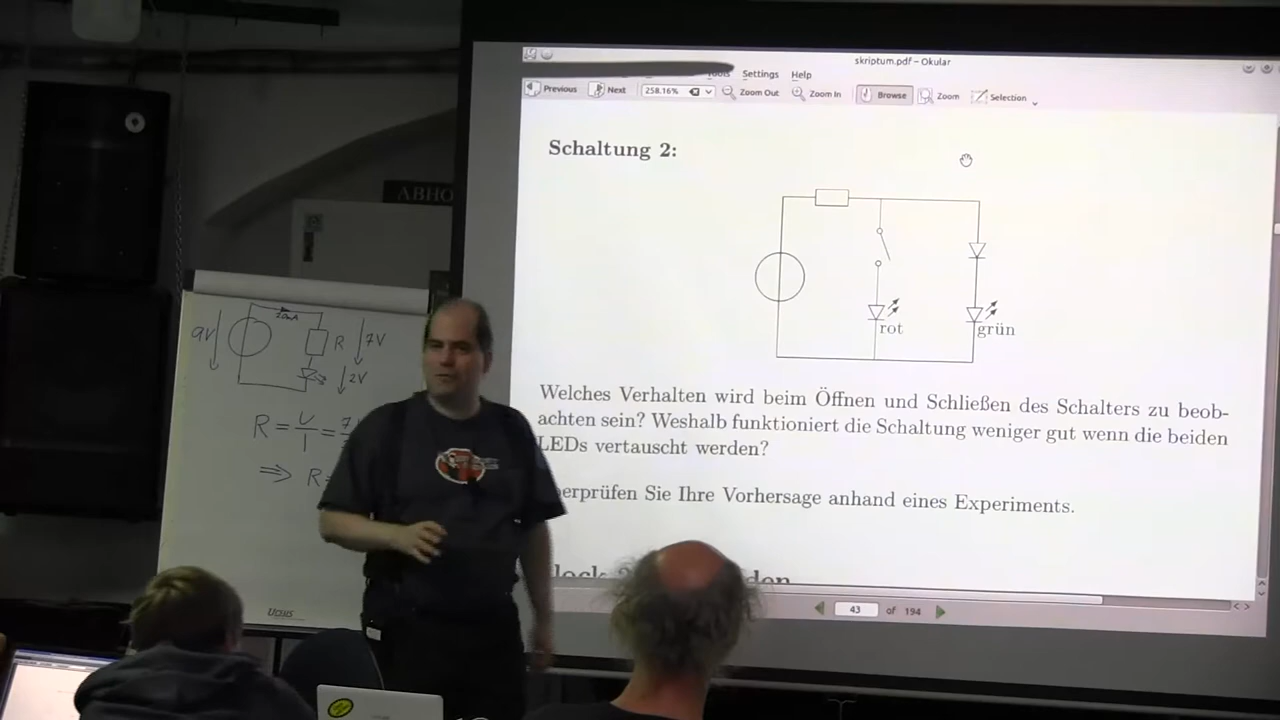 skriptum.pdf – Okular
Settings Help
Previous Next 258.16% Zoom Out Zoom In Browse Zoom Selection
Schaltung 2:
rot
grün
Welches Verhalten wird beim Öffnen und Schließen des Schalters zu beob-
achten sein? Weshalb funktioniert die Schaltung weniger gut wenn die beiden
LEDs vertauscht werden?
erprüfen Sie Ihre Vorhersage anhand eines Experiments.
43 of 194
ABHO
9V
20mA
R
7V
2V
R = U/I = 7
⇒ R